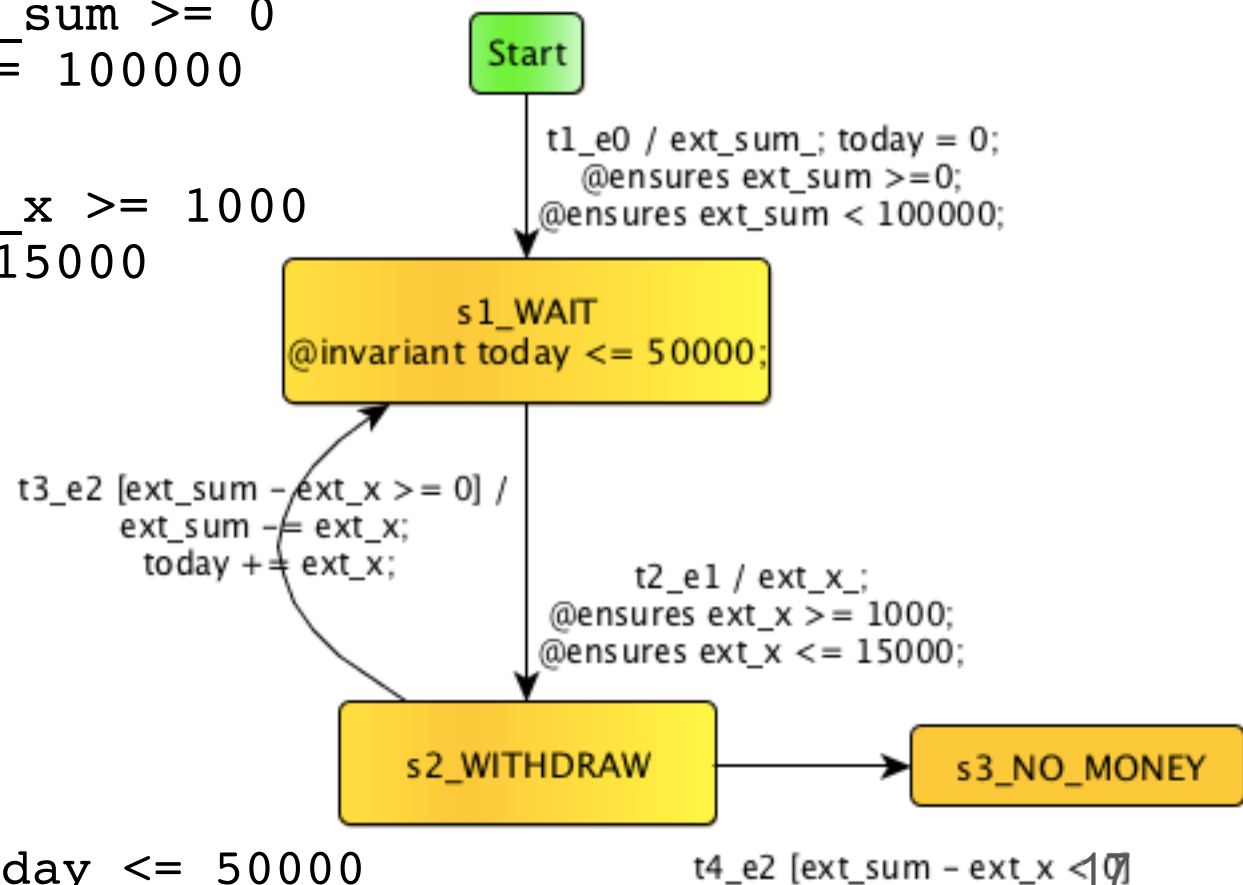 _sum >= 0
= 100000
Start
t1_e0 / ext_sum_; today = 0;
@ensures ext_sum >=0;
@ensures ext_sum < 100000;
_x >= 1000
15000
s1_WAIT
@invariant today <= 50000;
t3_e2 [ext_sum - ext_x >= 0] /
ext_sum -= ext_x;
today += ext_x;
t2_e1 / ext_x_;
@ensures ext_x >= 1000;
@ensures ext_x <= 15000;
s2_WITHDRAW
s3_NO_MONEY
day <= 50000
t4_e2 [ext_sum - ext_x <